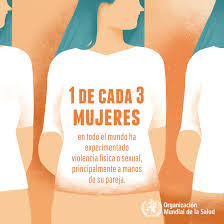 1 DE CADA 3
MUJERES
en todo el mundo ha
experimentado
violencia física o sexual,
principalmente a manos
de su pareja.
Organización
Mundial de la Salud